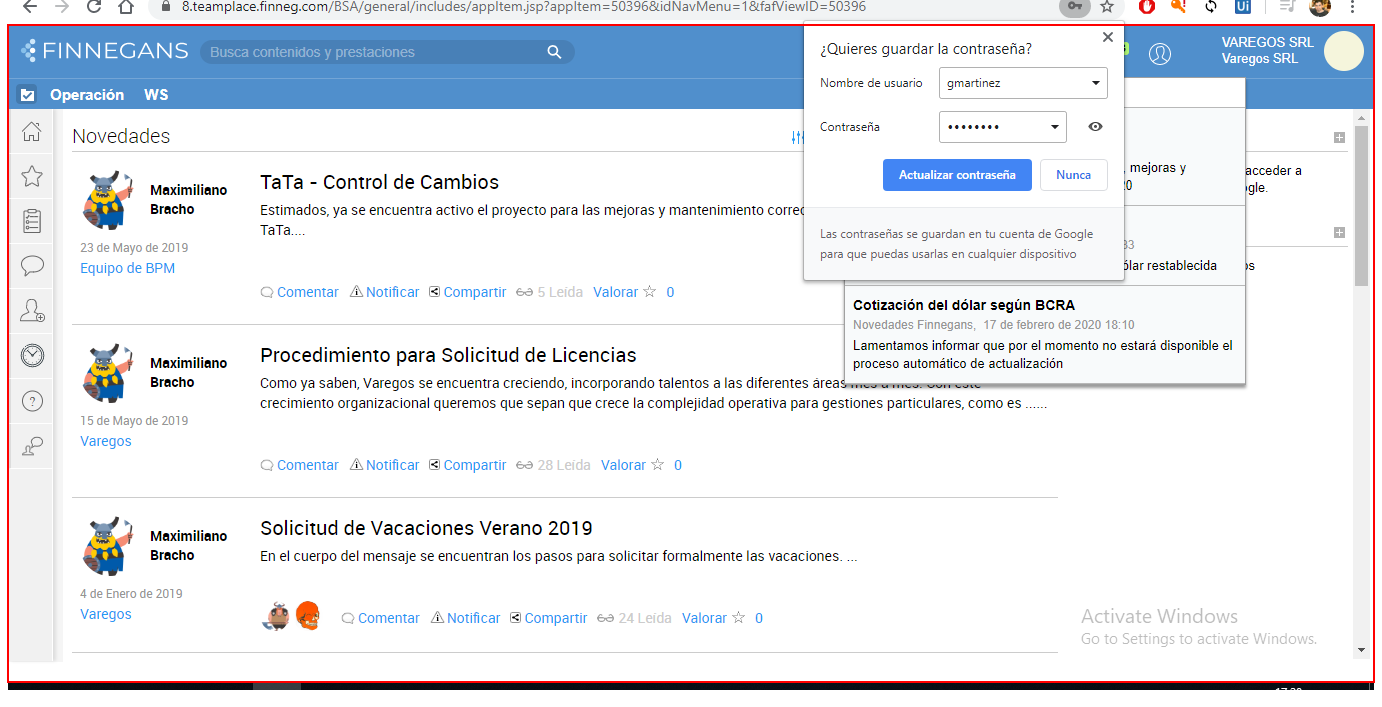 8.teamplace.finneg.com/BSA/general/includes/appItem.jsp?appItem=50396&idNavMenu=1&fafViewID=50396
FINNEGANS
Busca contenidos y prestaciones
VAREGOS SRL
Varegos SRL
Operación WS
¿Quieres guardar la contraseña?
Nombre de usuario gmartinez
Contraseña ••••••••
Actualizar contraseña Nunca
Las contraseñas se guardan en tu cuenta de Google
para que puedas usarlas en cualquier dispositivo
, mejoras y
acceder a
gle.
ólar restablecida
Cotización del dólar según BCRA
Novedades Finnegans, 17 de febrero de 2020 18:10
Lamentamos informar que por el momento no estará disponible el
proceso automático de actualización
Novedades
Maximiliano
Bracho
23 de Mayo de 2019
Equipo de BPM
TaTa - Control de Cambios
Estimados, ya se encuentra activo el proyecto para las mejoras y mantenimiento
TaTa....
Comentar Notificar Compartir 5 Leída Valorar 0
Maximiliano
Bracho
15 de Mayo de 2019
Varegos
Procedimiento para Solicitud de Licencias
Como ya saben, Varegos se encuentra creciendo, incorporando talentos a las diferentes áreas mes a mes. Con este
crecimiento organizacional queremos que sepan que crece la complejidad operativa para gestiones particulares, como es ......
Comentar Notificar Compartir 28 Leída Valorar 0
Maximiliano
Bracho
4 de Enero de 2019
Varegos
Solicitud de Vacaciones Verano 2019
En el cuerpo del mensaje se encuentran los pasos para solicitar formalmente las vacaciones. ...
Comentar Notificar Compartir 24 Leída Valorar 0
Activate Windows
Go to Settings to activate Windows.